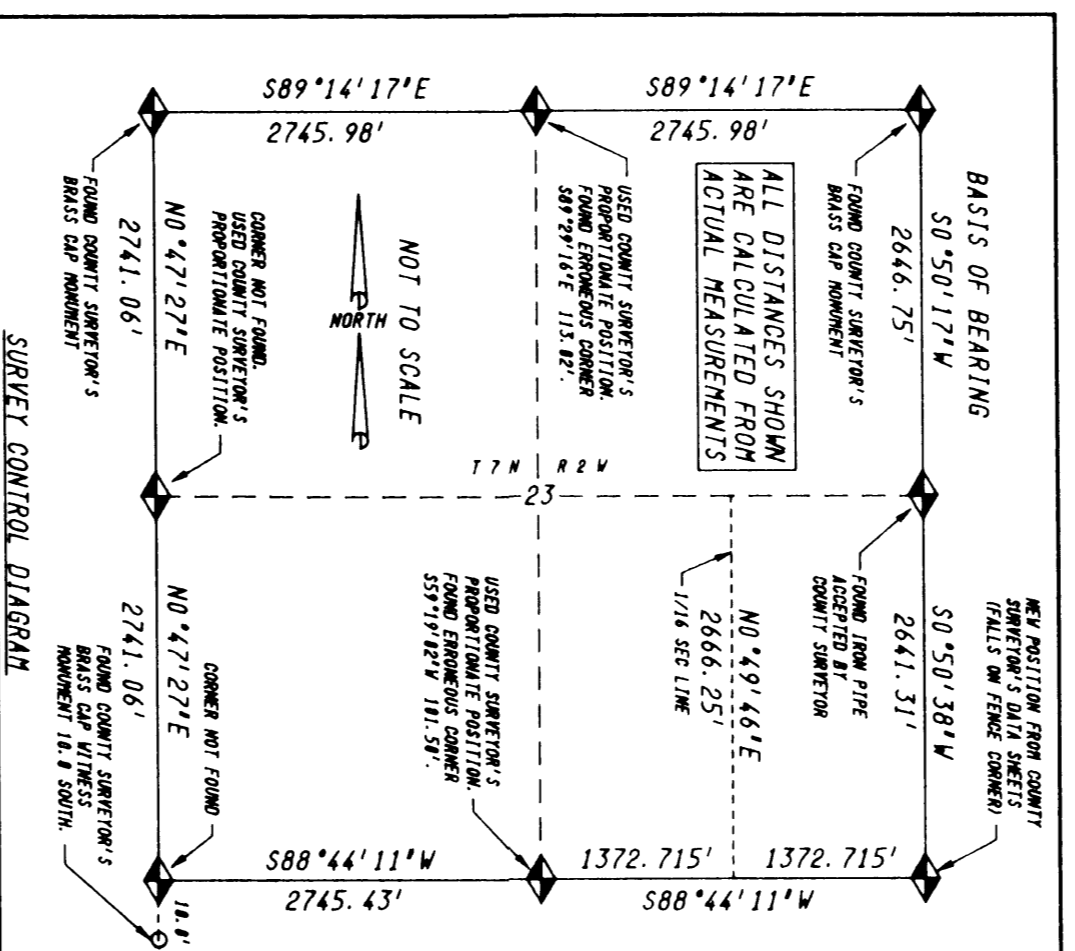 S89°14'17"E
2745.98'
S89°14'17"E
2745.98'
BASIS OF BEARING
S0°50'17"W
2646.75'
FOUND COUNTY SURVEYOR'S
BRASS CAP MONUMENT
ALL DISTANCES SHOWN
ARE CALCULATED FROM
ACTUAL MEASUREMENTS
USED COUNTY SURVEYOR'S
PROPORTIONATE POSITION.
FOUND ERRONEOUS CORNER
S89°29'16"E 113.02'.
NOT TO SCALE
NORTH
CORNER NOT FOUND.
USED COUNTY SURVEYOR'S
PROPORTIONATE POSITION.
N0°47'27"E
2741.06'
FOUND COUNTY SURVEYOR'S
BRASS CAP MONUMENT
T7N R2W
23
NEW POSITION FROM COUNTY
SURVEYOR'S DATA SHEETS
(FALLS ON FENCE CORNER)
S0°50'38"W
2641.31'
FOUND IRON PIPE
ACCEPTED BY
COUNTY SURVEYOR
N0°49'46"E
2666.25'
1/16 SEC LINE
USED COUNTY SURVEYOR'S
PROPORTIONATE POSITION.
FOUND ERRONEOUS CORNER
S59°19'02"W 101.50'.
CORNER NOT FOUND
N0°47'27"E
2741.06'
FOUND COUNTY SURVEYOR'S
BRASS CAP WITNESS
MONUMENT 10.0 SOUTH.
S88°44'11"W
2745.43'
1372.715' 1372.715'
S88°44'11"W
10.0'
SURVEY CONTROL DIAGRAM